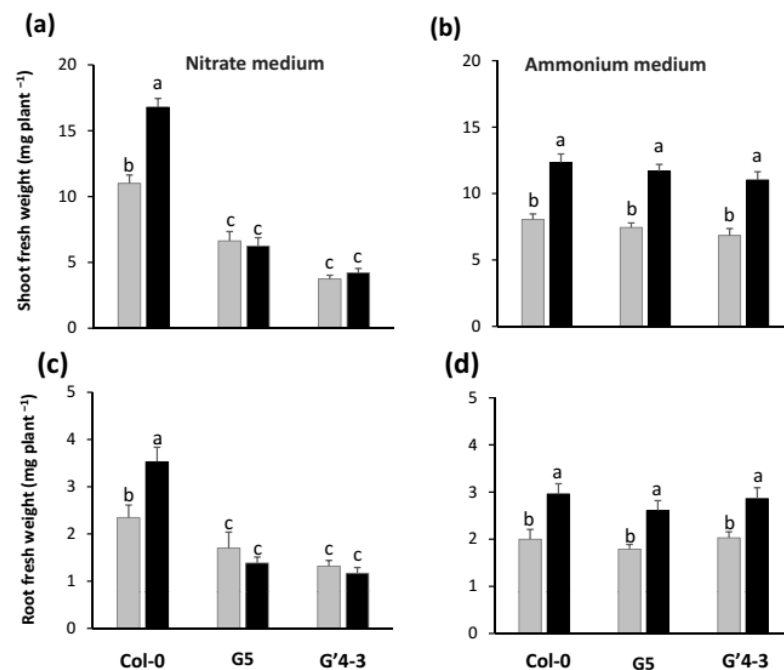 (a)
Nitrate medium
Shoot fresh weight (mg plant ⁻¹)
20
15
10
5
0
b
a
c
c
c
c
(b)
Ammonium medium
20
15
10
5
0
b
a
b
a
b
a
(c)
Root fresh weight (mg plant ⁻¹)
5
4
3
2
1
0
b
a
c
c
c
c
Col-0 G5 G’4-3
(d)
5
4
3
2
1
0
b
a
b
a
b
a
Col-0 G5 G’4-3